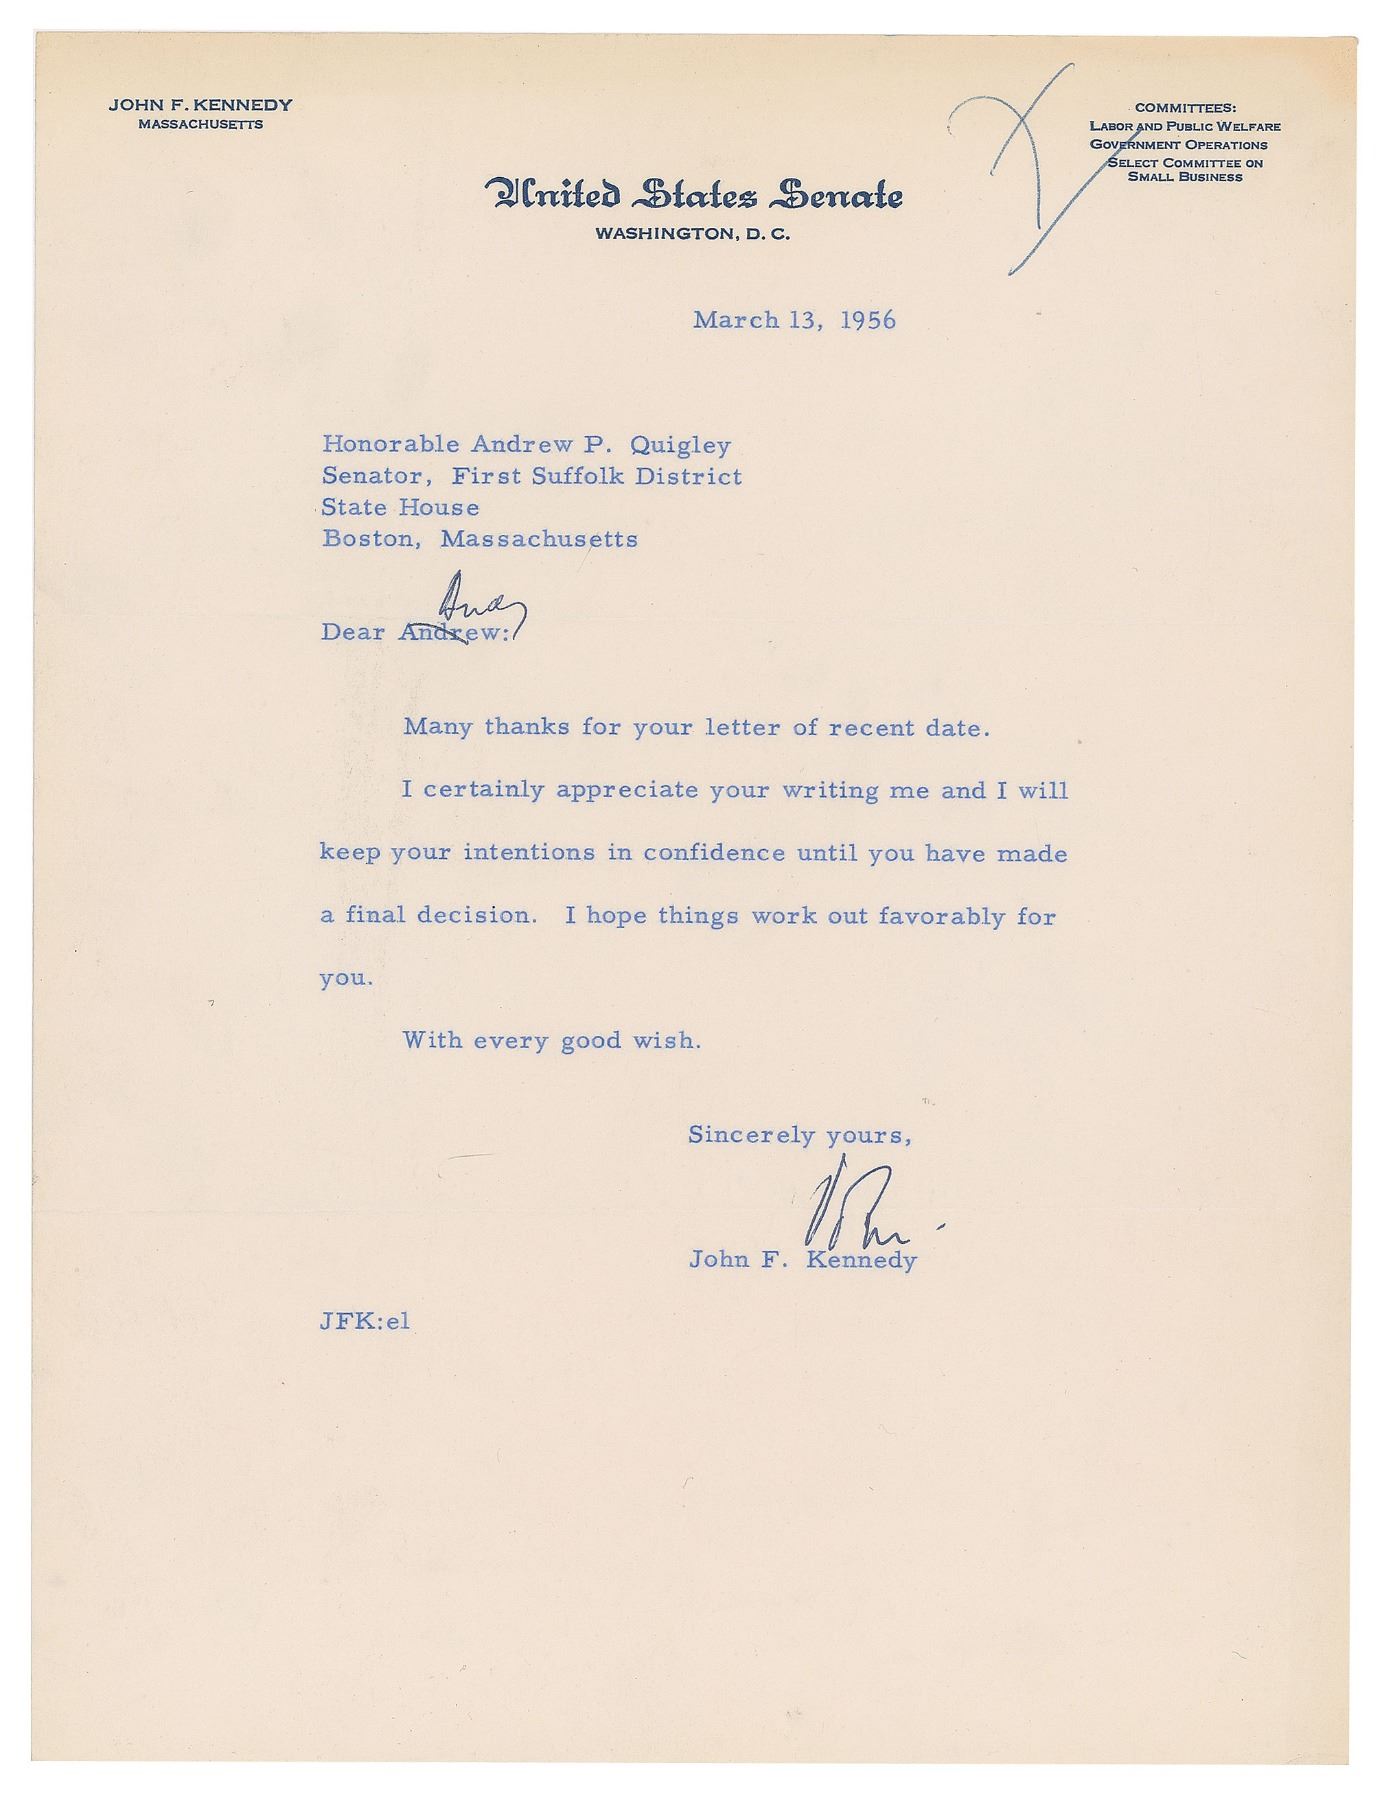 JOHN F. KENNEDY
MASSACHUSETTS
COMMITTEES:
LABOR AND PUBLIC WELFARE
GOVERNMENT OPERATIONS
SELECT COMMITTEE ON
SMALL BUSINESS
United States Senate
WASHINGTON, D. C.
March 13, 1956
Honorable Andrew P. Quigley
Senator, First Suffolk District
State House
Boston, Massachusetts
Andy
Dear Andrew:
Many thanks for your letter of recent date.
I certainly appreciate your writing me and I will
keep your intentions in confidence until you have made
a final decision. I hope things work out favorably for
you.
With every good wish.
Sincerely yours,
John
John F. Kennedy
JFK:el